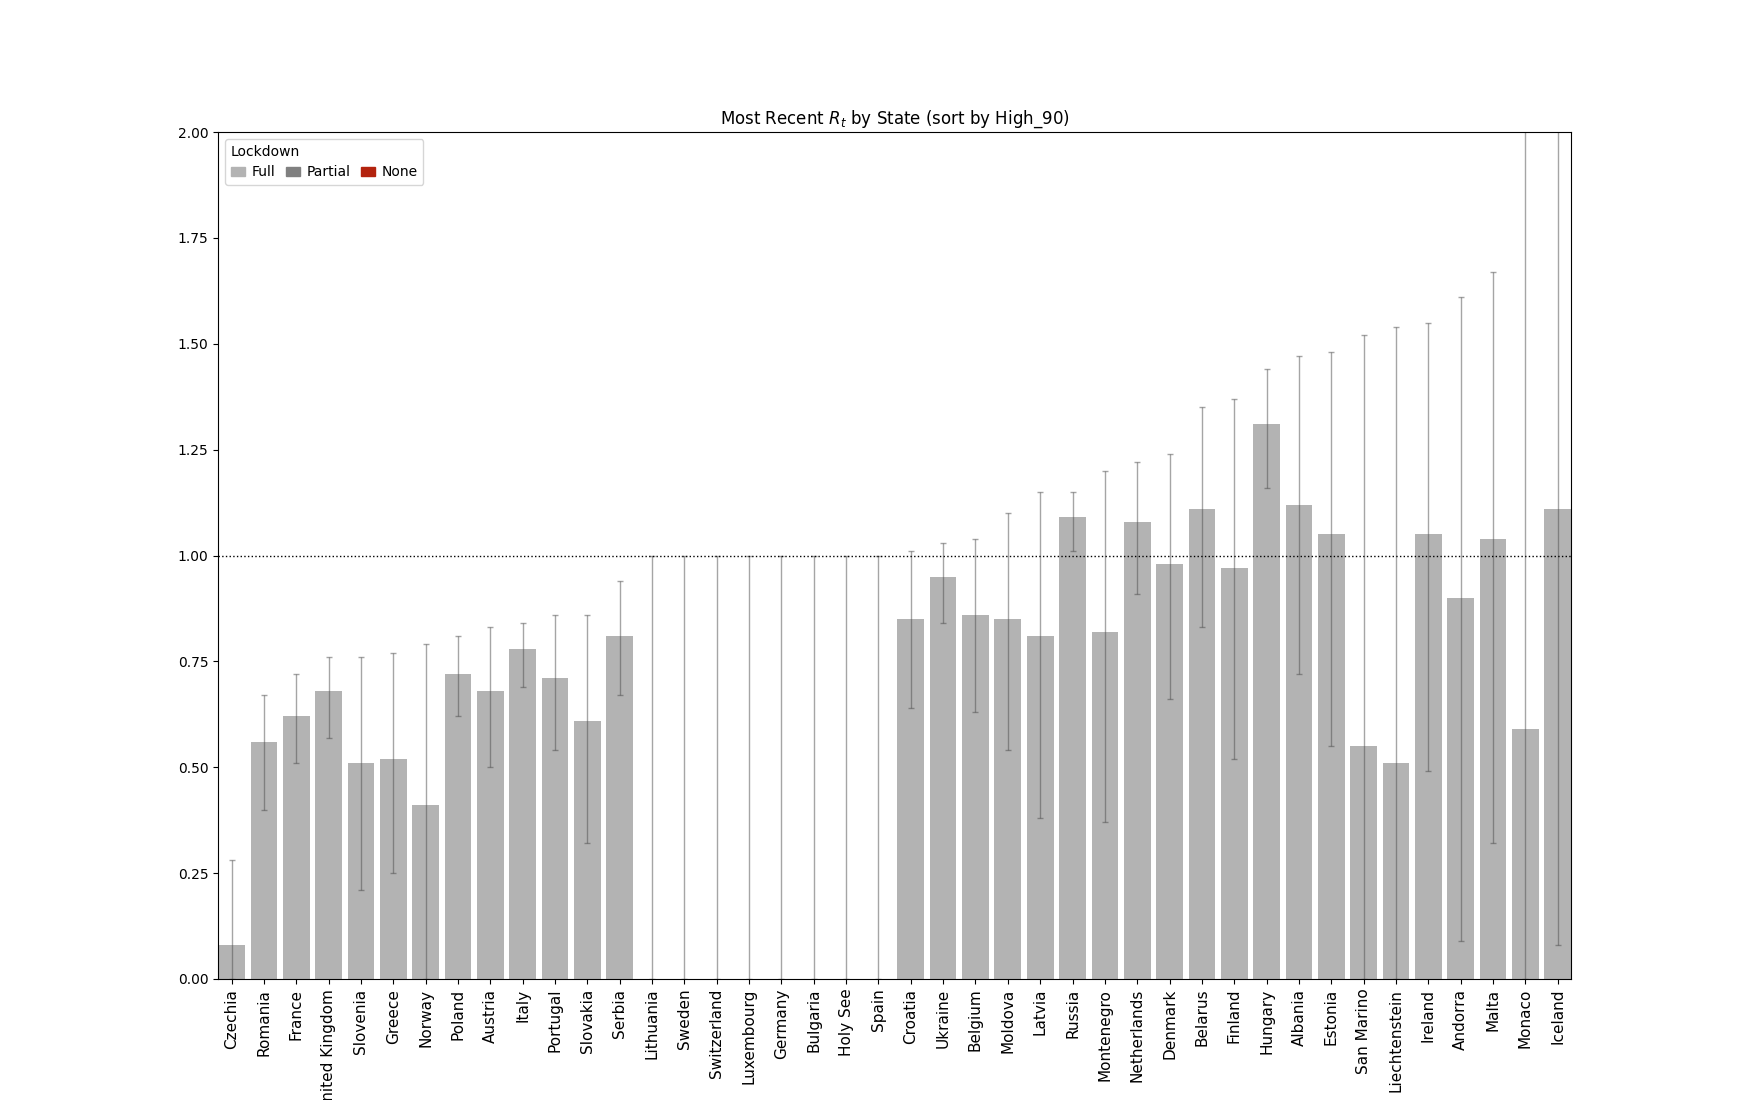 Most Recent R_t by State (sort by High_90)
Lockdown
Full Partial None
2.00
1.75
1.50
1.25
1.00
0.75
0.50
0.25
0.00
Czechia
Romania
France
nited Kingdom
Slovenia
Greece
Norway
Poland
Austria
Italy
Portugal
Slovakia
Serbia
Lithuania
Sweden
Switzerland
Luxembourg
Germany
Bulgaria
Holy See
Spain
Croatia
Ukraine
Belgium
Moldova
Latvia
Russia
Montenegro
Netherlands
Denmark
Belarus
Finland
Hungary
Albania
Estonia
San Marino
Liechtenstein
Ireland
Andorra
Malta
Monaco
Iceland